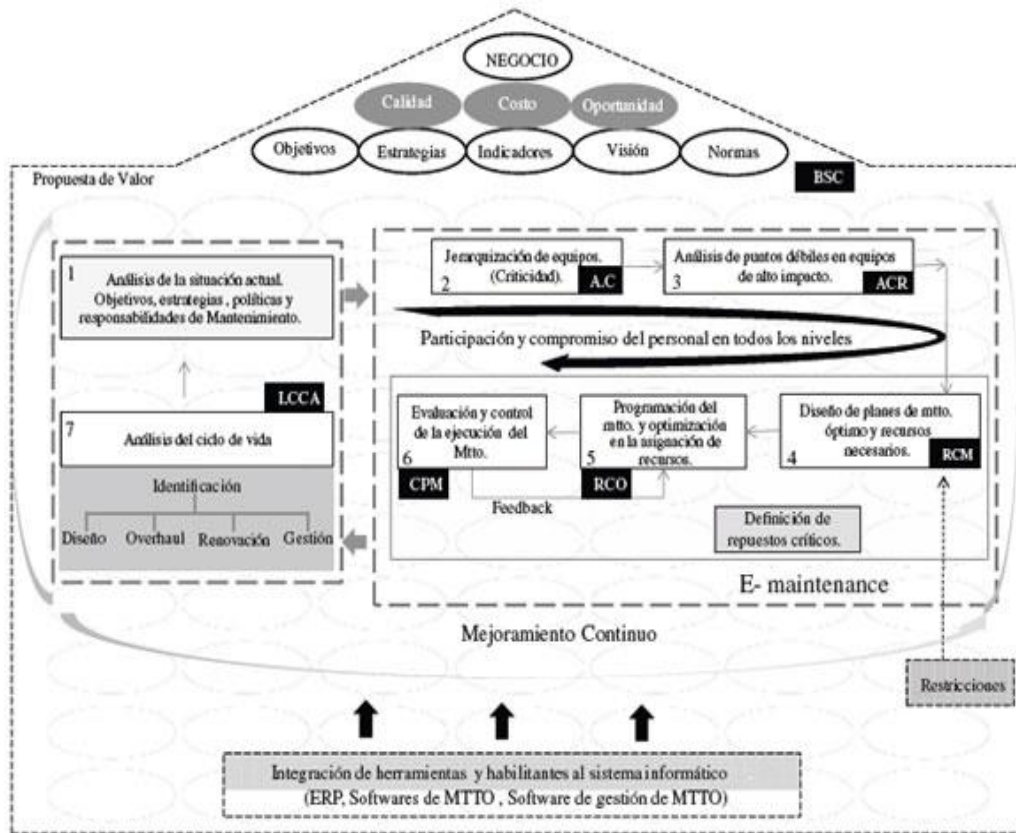 NEGOCIO
Calidad
Costo
Oportunidad
Objetivos
Estrategias
Indicadores
Visión
Normas
BSC
Propuesta de Valor
1
Análisis de la situación actual.
Objetivos, estrategias , políticas y
responsabilidades de Mantenimiento.
Jerarquización de equipos.
(Criticidad).
2
A.C
Análisis de puntos débiles en equipos
de alto impacto.
3
ACR
Participación y compromiso del personal en todos los niveles
LCCA
7
Análisis del ciclo de vida
Identificación
Diseño
Overhaul
Renovación
Gestión
Evaluación y control
de la ejecución del
Mtto.
6
CPM
Programación del
mtto. y optimización
en la asignación de
recursos.
5
RCO
Diseño de planes de mtto.
óptimo y recursos
necesarios.
4
RCM
Feedback
Definición de
repuestos críticos.
E- maintenance
Mejoramiento Continuo
Restricciones
Integración de herramientas y habilitantes al sistema informático
(ERP, Softwares de MTTO , Software de gestión de MTTO)